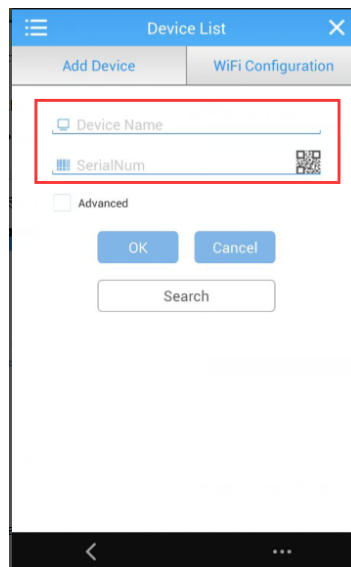 Device List
Add Device
WiFi Configuration
Device Name
SerialNum
Advanced
OK
Cancel
Search